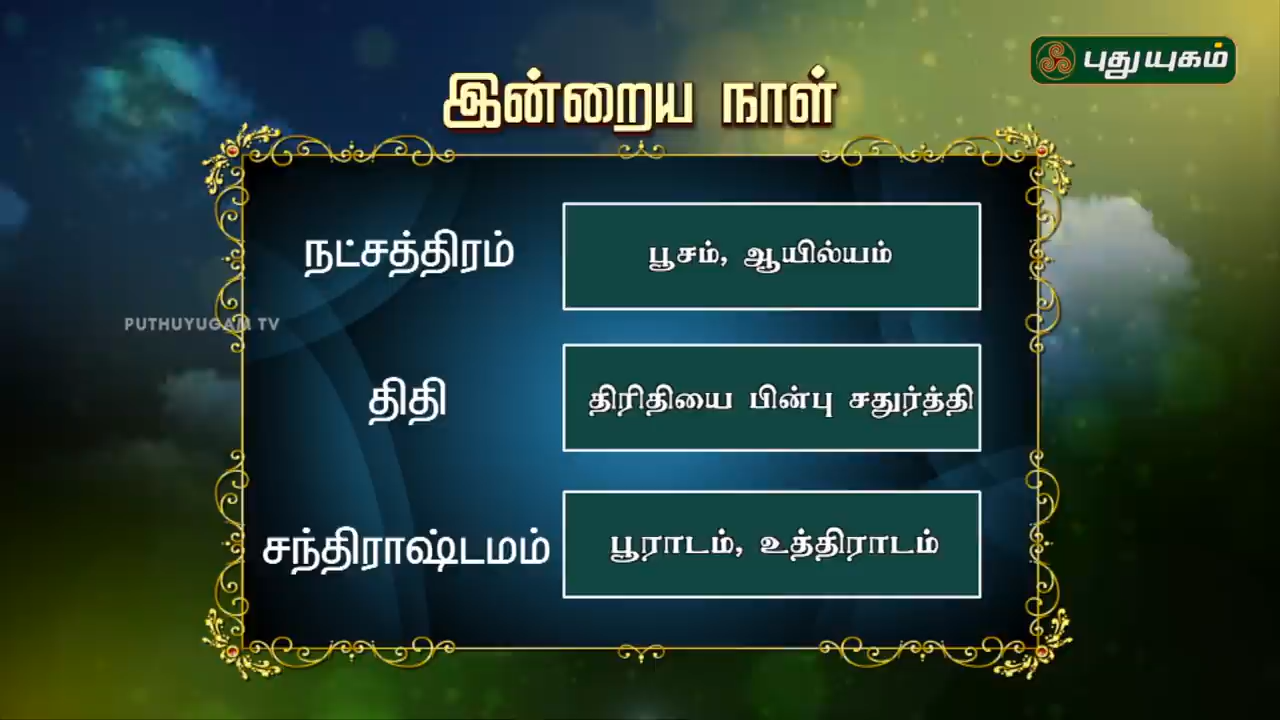 புதுயுகம்
இன்றைய நாள்
நட்சத்திரம்
பூசம், ஆயில்யம்
PUTHUYUGAM TV
திதி
திரிதியை பின்பு சதுர்த்தி
சந்திராஷ்டமம்
பூராடம், உத்திராடம்